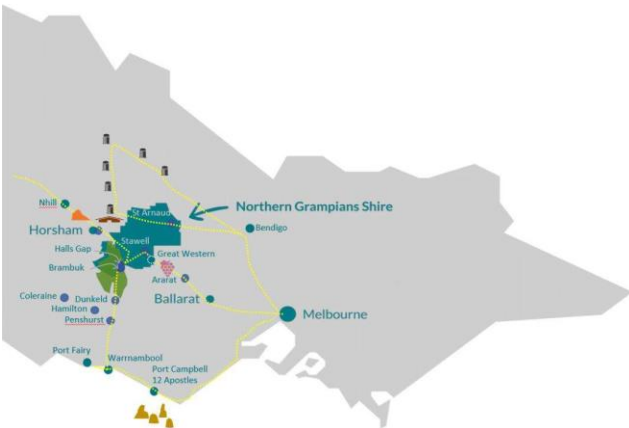 St Arnaud
Northern Grampians Shire
Nhill
Horsham
Bendigo
Stawell
Halls Gap
Great Western
Brambuk
Ararat
Coleraine
Dunkeld
Ballarat
Hamilton
Penshurst
Melbourne
Port Fairy
Warrnambool
Port Campbell
12 Apostles